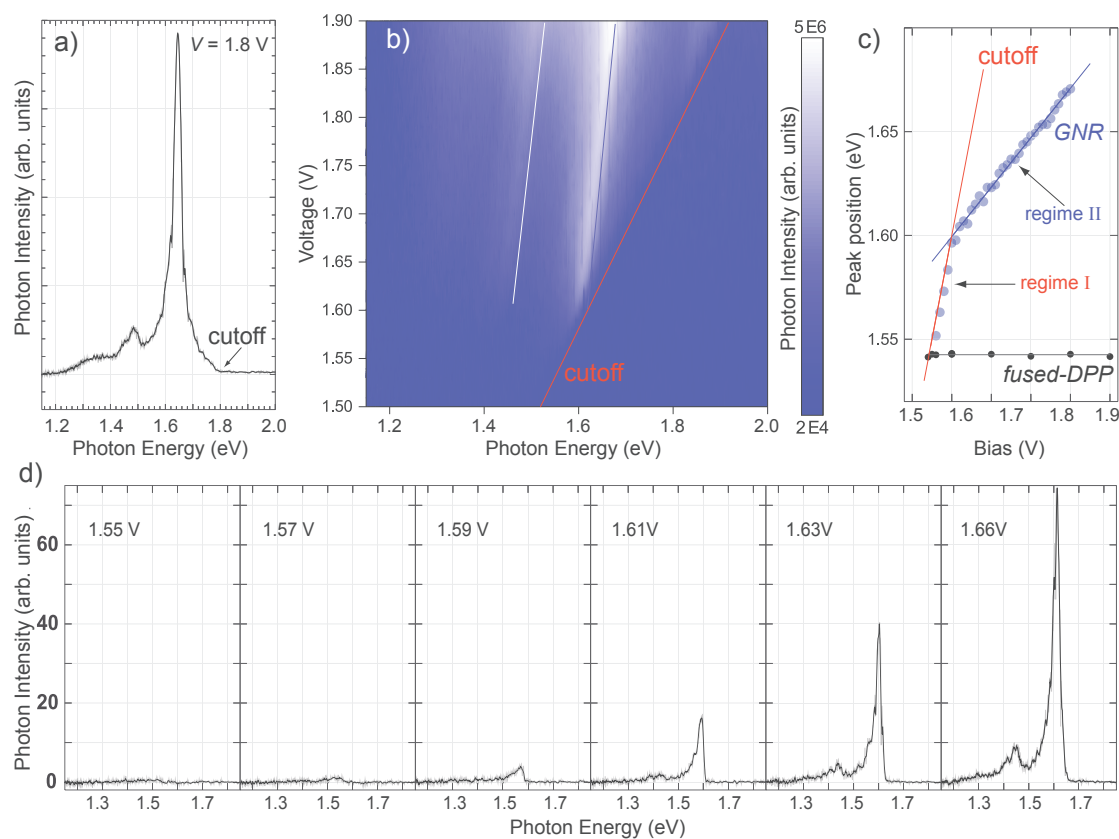 a)
V = 1.8 V
cutoff
Photon Intensity (arb. units)
1.2 1.4 1.6 1.8 2.0
Photon Energy (eV)
b)
1.90
1.85
1.80
1.75
1.70
1.65
1.60
1.55
1.50
Voltage (V)
cutoff
1.2 1.4 1.6 1.8 2.0
Photon Energy (eV)
5E6
Photon Intensity (arb. units)
2E4
c)
cutoff
GNR
regime II
regime I
fused-DPP
1.65
1.60
1.55
Peak position (eV)
1.5 1.6 1.7 1.8 1.9
Bias (V)
d)
Photon Intensity (arb. units)
60
40
20
0
1.55 V
1.57 V
1.59 V
1.61V
1.63V
1.66V
1.3 1.5 1.7 1.3 1.5 1.7 1.3 1.5 1.7 1.3 1.5 1.7 1.3 1.5 1.7 1.3 1.5 1.7
Photon Energy (eV)